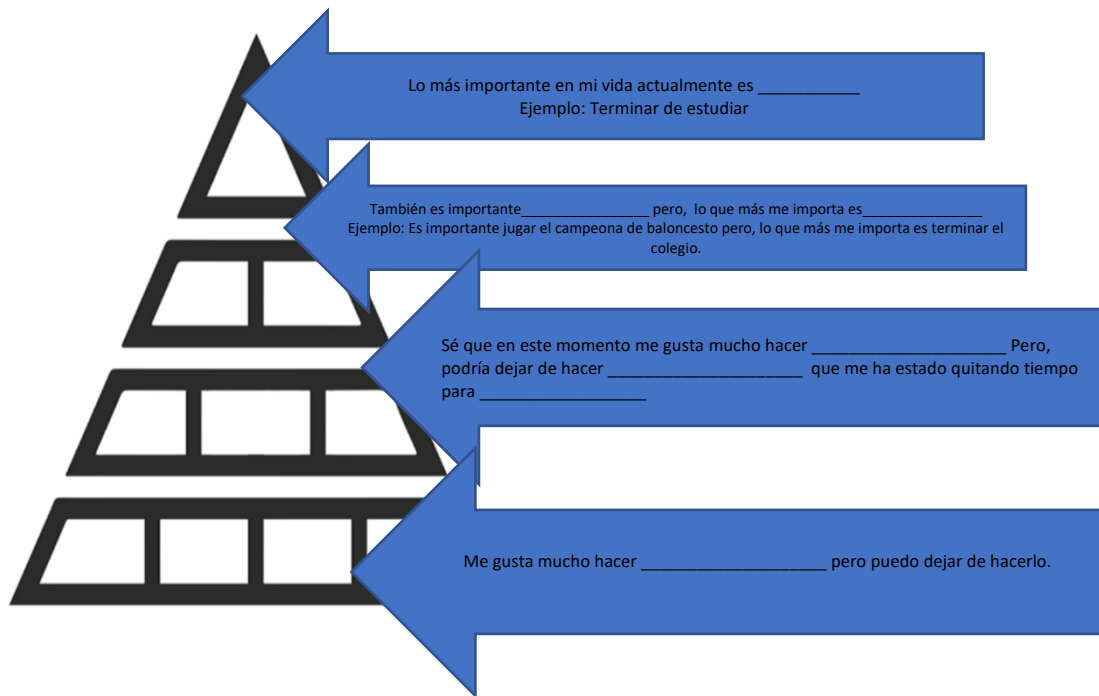 Lo más importante en mi vida actualmente es ___________
Ejemplo: Terminar de estudiar
También es importante________________ pero,  lo que más me importa es_______________
Ejemplo: Es importante jugar el campeona de baloncesto pero, lo que más me importa es terminar el
colegio.
Sé que en este momento me gusta mucho hacer _____________________ Pero,
podría dejar de hacer _____________________  que me ha estado quitando tiempo
para __________________
Me gusta mucho hacer ____________________ pero puedo dejar de hacerlo.